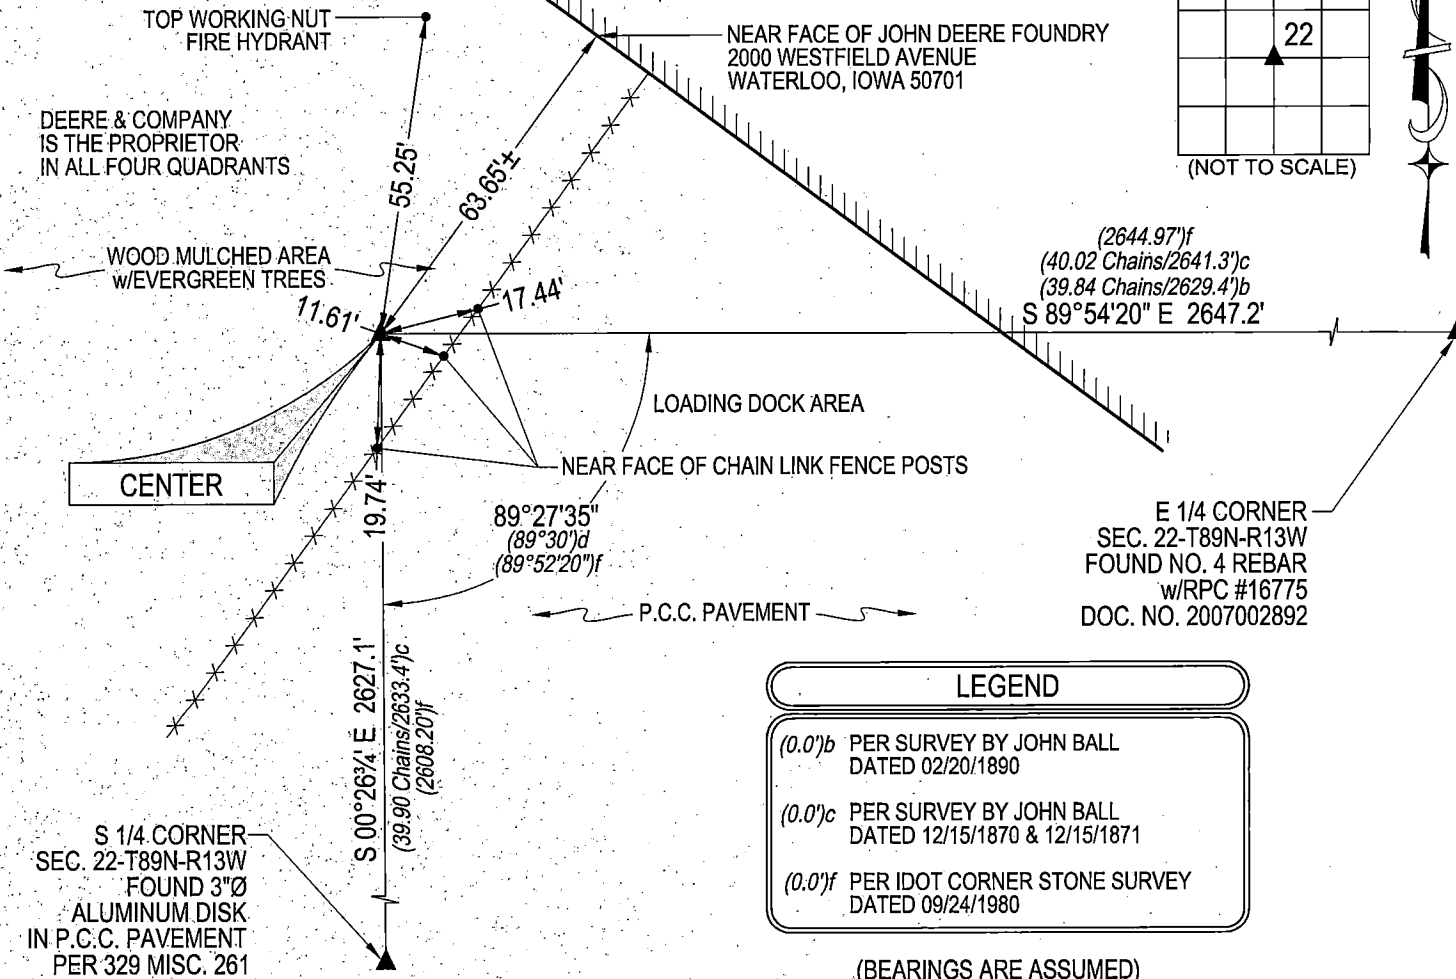 TOP WORKING NUT
FIRE HYDRANT
NEAR FACE OF JOHN DEERE FOUNDRY
2000 WESTFIELD AVENUE
WATERLOO, IOWA 50701
22
(NOT TO SCALE)
DEERE & COMPANY
IS THE PROPRIETOR
IN ALL FOUR QUADRANTS
55.25'
63.65'±
WOOD MULCHED AREA
w/EVERGREEN TREES
11.61'
17.44'
(2644.97')f
(40.02 Chains/2641.3')c
(39.84 Chains/2629.4')b
S 89°54'20" E 2647.2'
LOADING DOCK AREA
CENTER
NEAR FACE OF CHAIN LINK FENCE POSTS
19.74'
89°27'35"
(89°30')d
(89°52'20")f
E 1/4 CORNER
SEC. 22-T89N-R13W
FOUND NO. 4 REBAR
w/RPC #16775
DOC. NO. 2007002892
P.C.C. PAVEMENT
S 00°26¾' E 2627.1'
(39.90 Chains/2633.4')c
(2608.20')f
LEGEND
(0.0')b PER SURVEY BY JOHN BALL
DATED 02/20/1890
(0.0')c PER SURVEY BY JOHN BALL
DATED 12/15/1870 & 12/15/1871
(0.0')f PER IDOT CORNER STONE SURVEY
DATED 09/24/1980
S 1/4 CORNER
SEC. 22-T89N-R13W
FOUND 3"Ø
ALUMINUM DISK
IN P.C.C. PAVEMENT
PER 329 MISC. 261
(BEARINGS ARE ASSUMED)